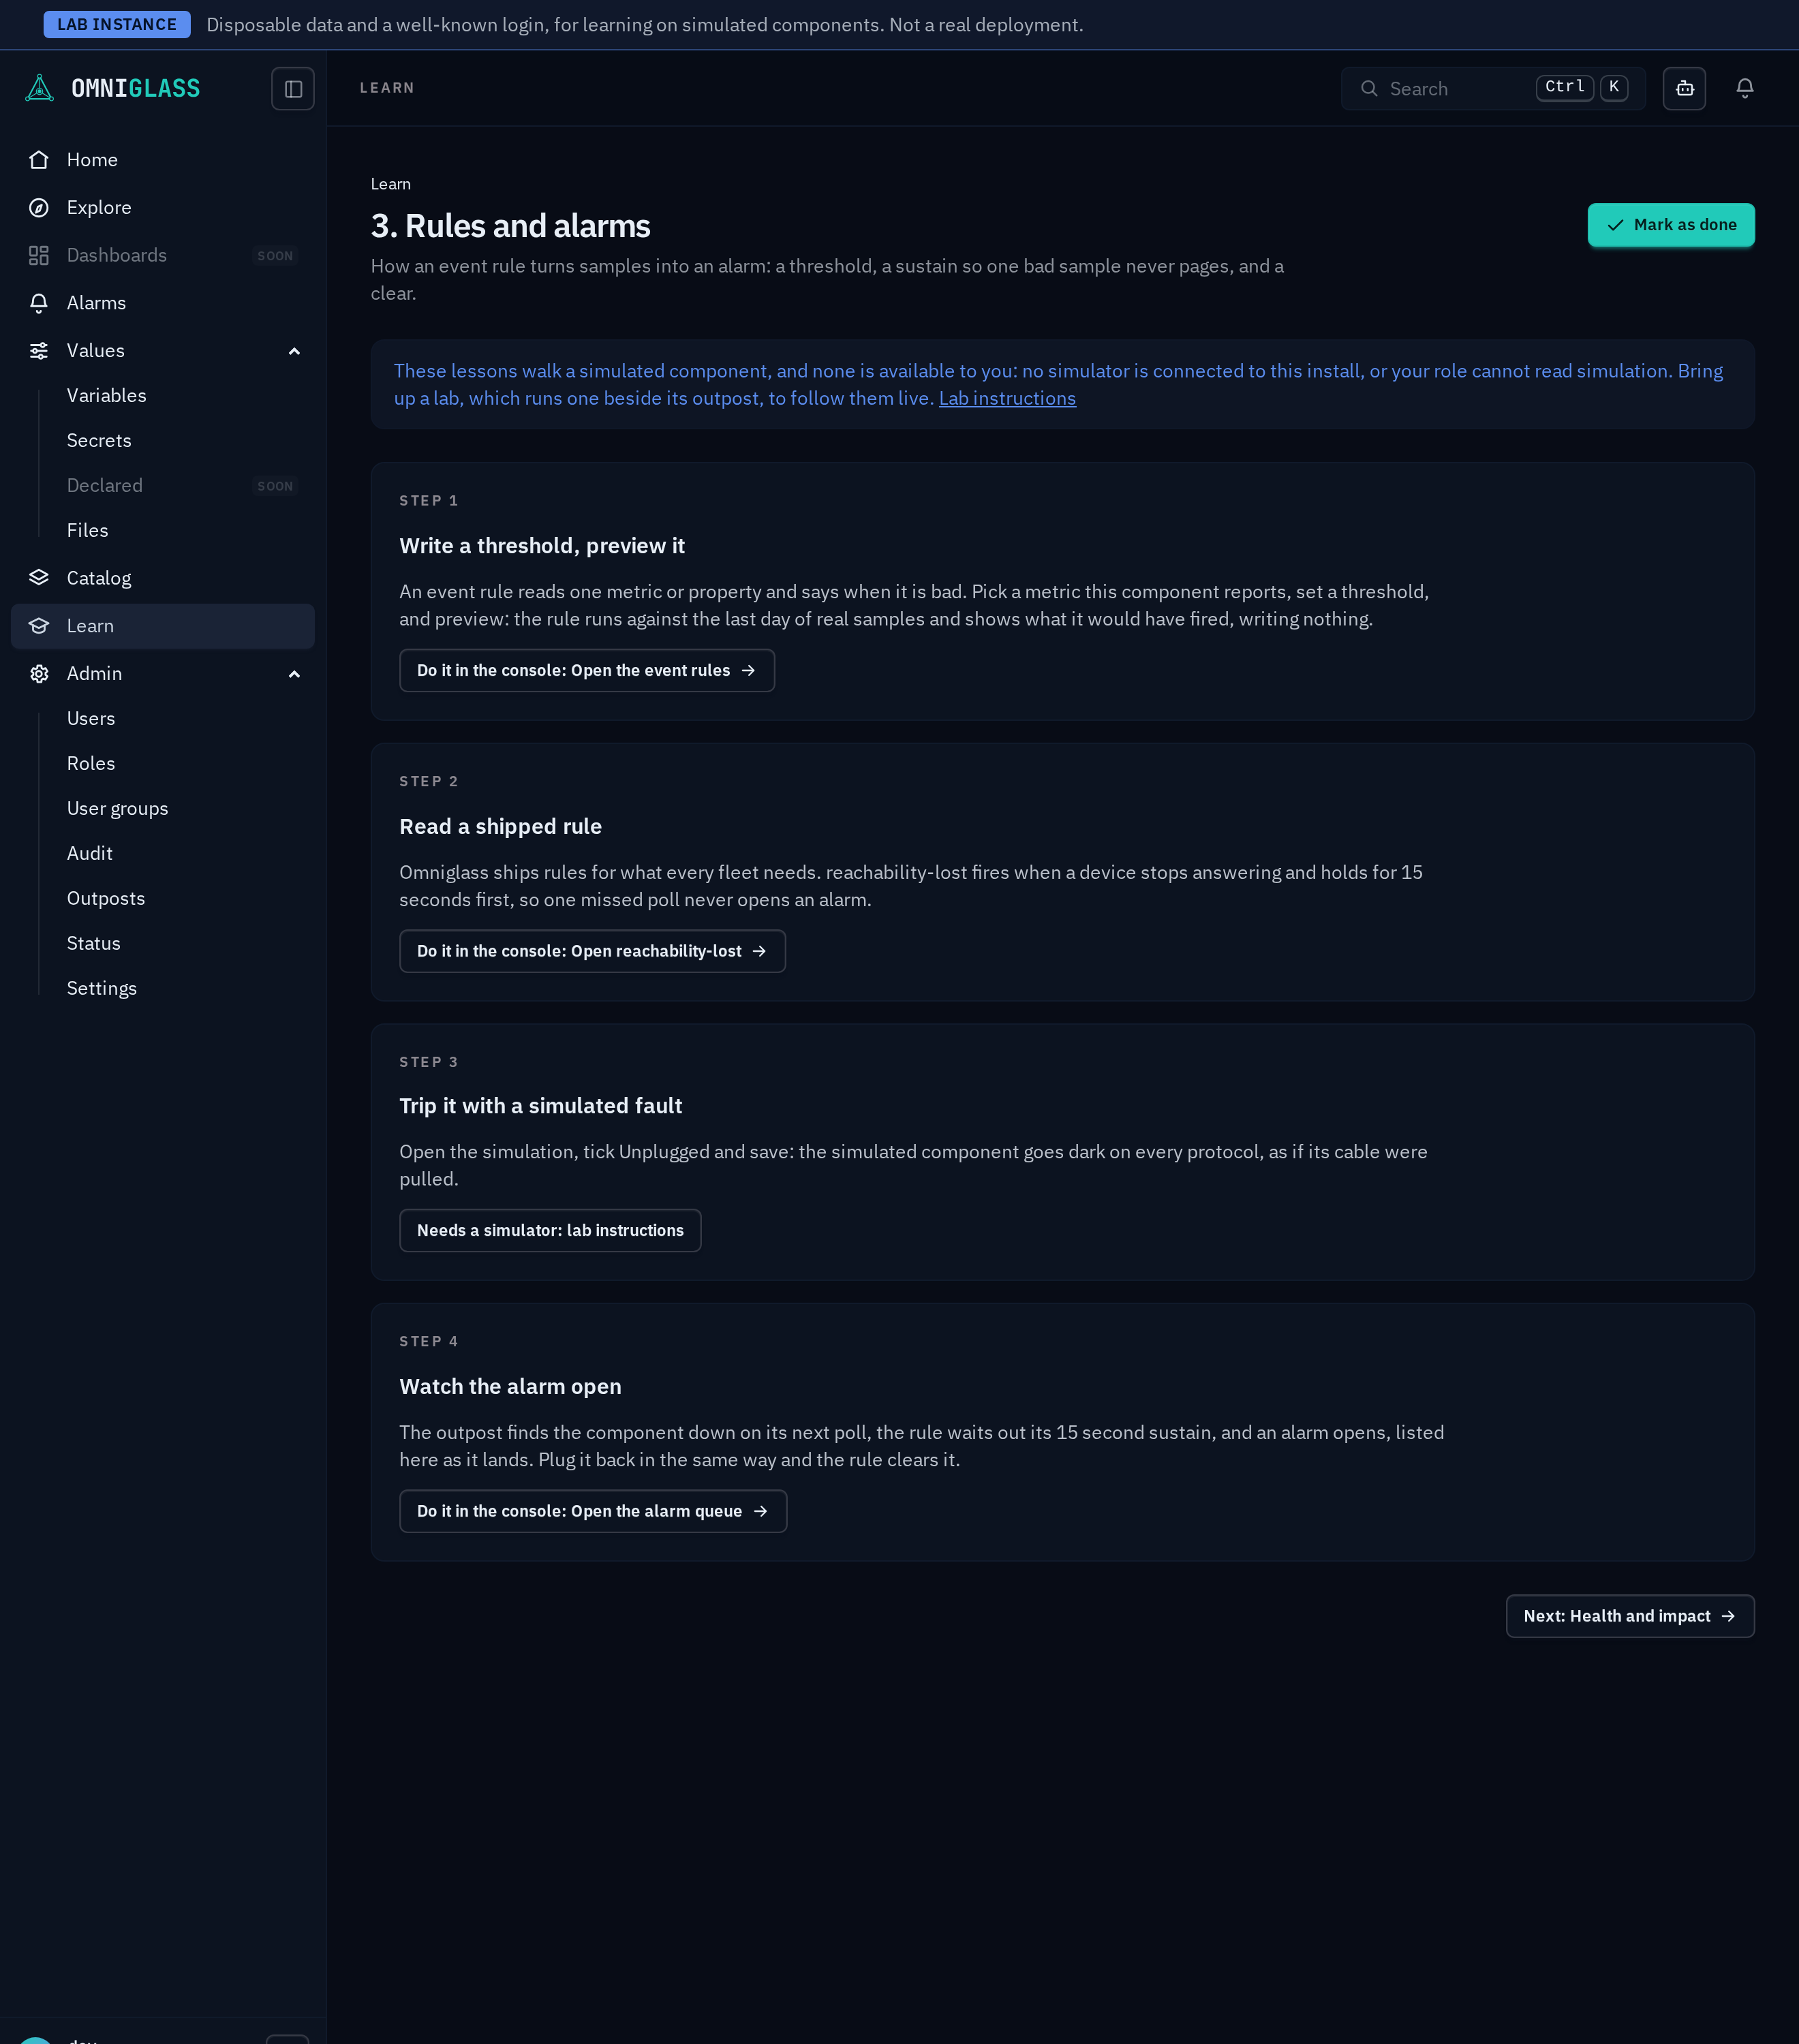 LAB INSTANCE Disposable data and a well-known login, for learning on simulated components. Not a real deployment.
OMNIGLASS
LEARN
Search Ctrl K
Home
Explore
Dashboards SOON
Alarms
Values
Variables
Secrets
Declared SOON
Files
Catalog
Learn
Admin
Users
Roles
User groups
Audit
Outposts
Status
Settings
Learn
3. Rules and alarms
Mark as done
How an event rule turns samples into an alarm: a threshold, a sustain so one bad sample never pages, and a
clear.
These lessons walk a simulated component, and none is available to you: no simulator is connected to this install, or your role cannot read simulation. Bring
up a lab, which runs one beside its outpost, to follow them live. Lab instructions
STEP 1
Write a threshold, preview it
An event rule reads one metric or property and says when it is bad. Pick a metric this component reports, set a threshold,
and preview: the rule runs against the last day of real samples and shows what it would have fired, writing nothing.
Do it in the console: Open the event rules →
STEP 2
Read a shipped rule
Omniglass ships rules for what every fleet needs. reachability-lost fires when a device stops answering and holds for 15
seconds first, so one missed poll never opens an alarm.
Do it in the console: Open reachability-lost →
STEP 3
Trip it with a simulated fault
Open the simulation, tick Unplugged and save: the simulated component goes dark on every protocol, as if its cable were
pulled.
Needs a simulator: lab instructions
STEP 4
Watch the alarm open
The outpost finds the component down on its next poll, the rule waits out its 15 second sustain, and an alarm opens, listed
here as it lands. Plug it back in the same way and the rule clears it.
Do it in the console: Open the alarm queue →
Next: Health and impact →